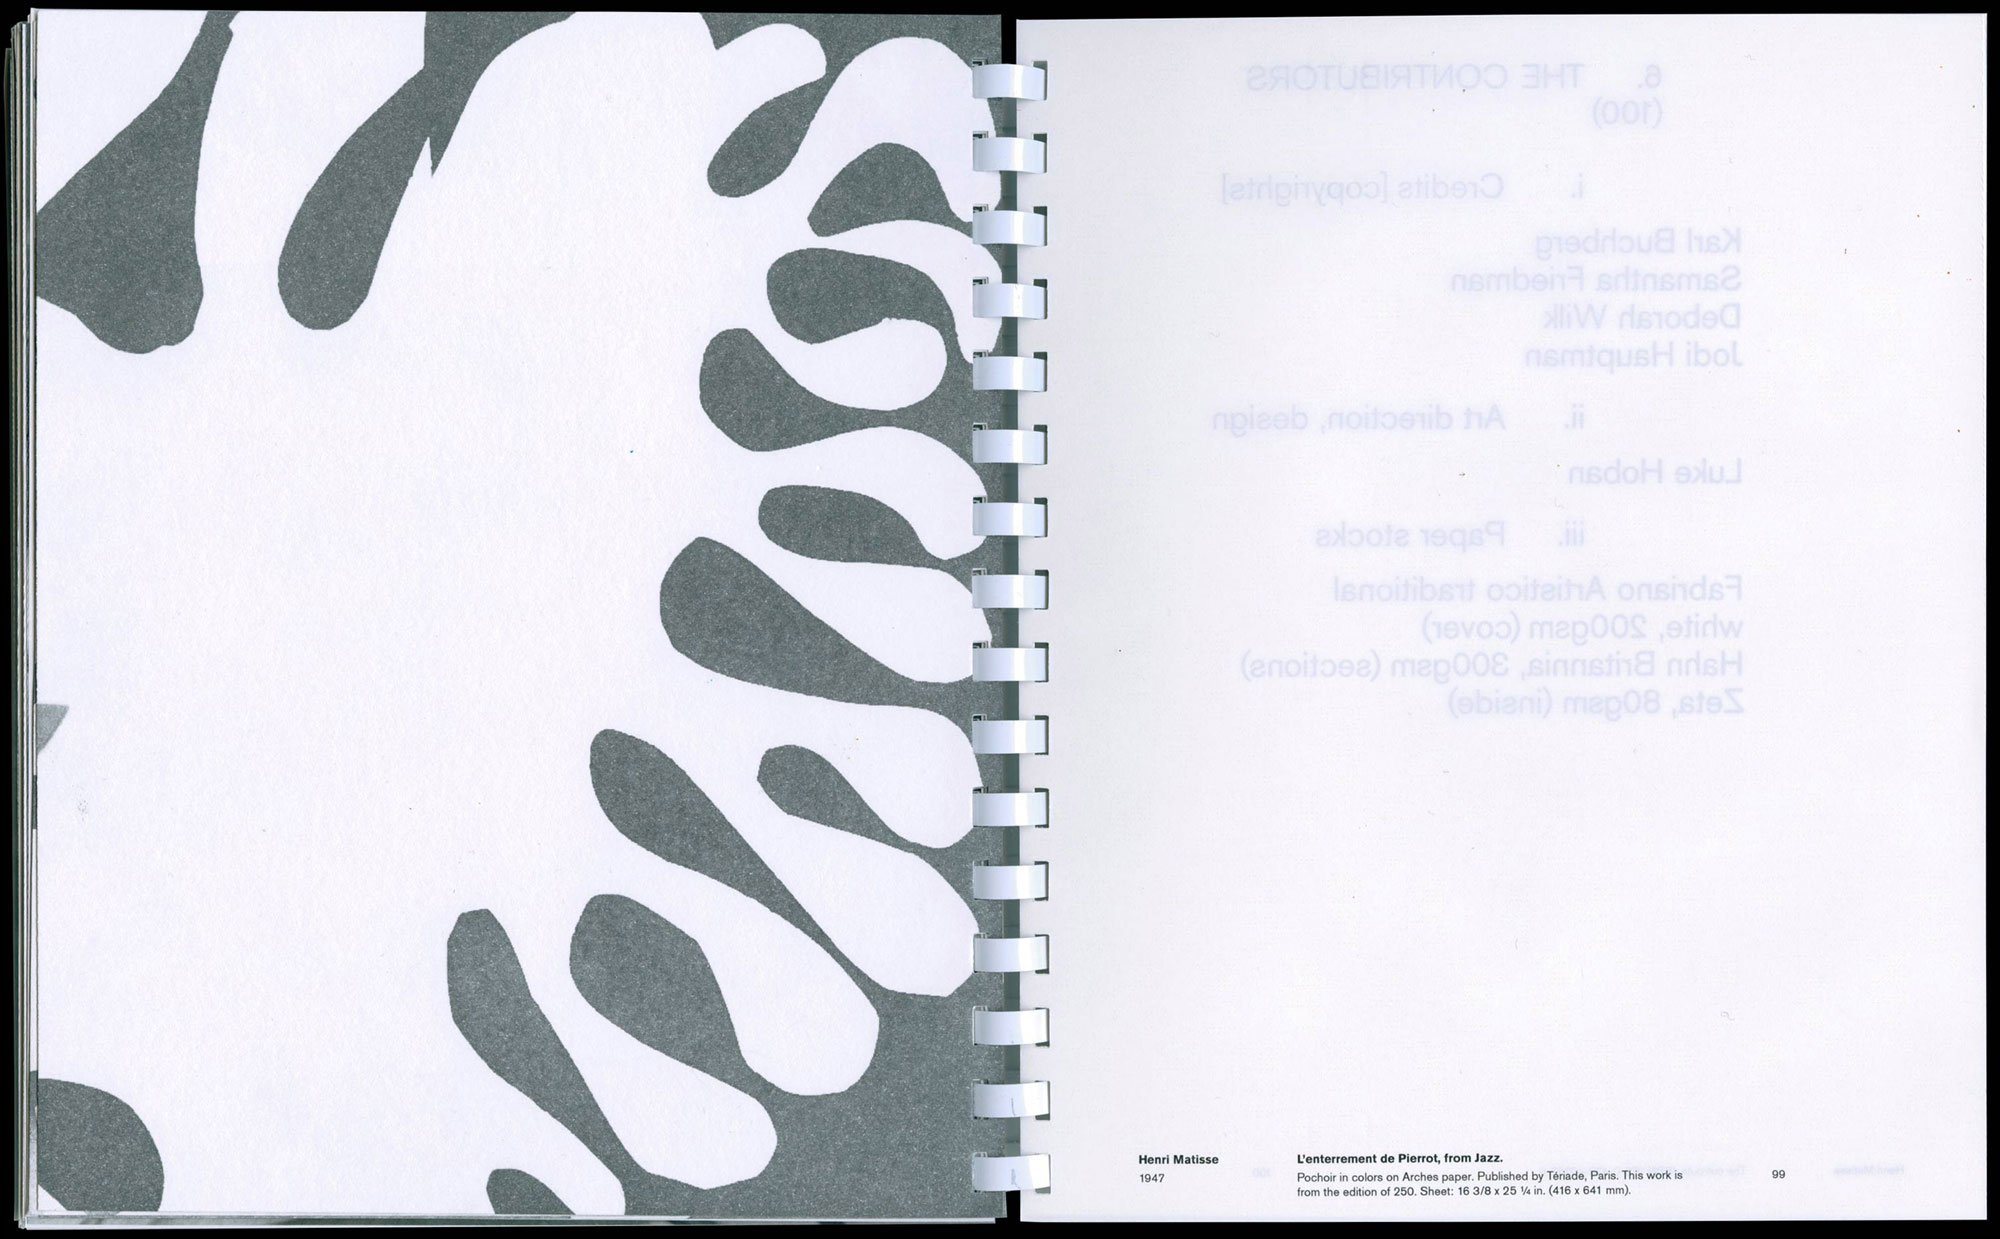 6. THE CONTRIBUTORS
(100)
i. Credits [copyrights]
Karl Buchberg
Samantha Friedman
Deborah Wilk
Jodi Hauptman
ii. Art direction, design
Luke Hoban
iii. Paper stocks
Fabriano Artistico traditional
white, 200gsm (cover)
Hahn Britannia, 300gsm (sections)
Zeta, 80gsm (inside)
Henri Matisse
1947
L'enterrement de Pierrot, from Jazz.
Pochoir in colors on Arches paper. Published by Tériade, Paris. This work is
from the edition of 250. Sheet: 16 3/8 x 25 ¼ in. (416 x 641 mm).
99
100
Henri Matisse